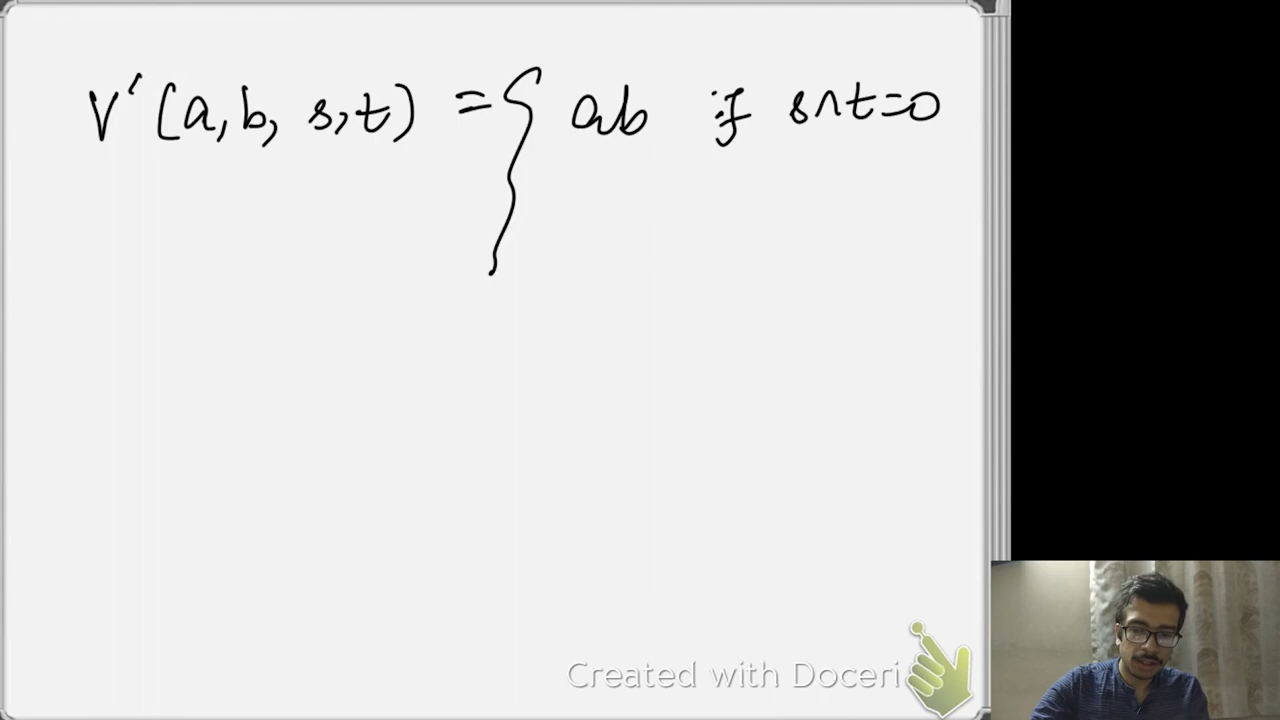 V'(a, b, s, t) = { ab if s∧t=0
Created with Doceri